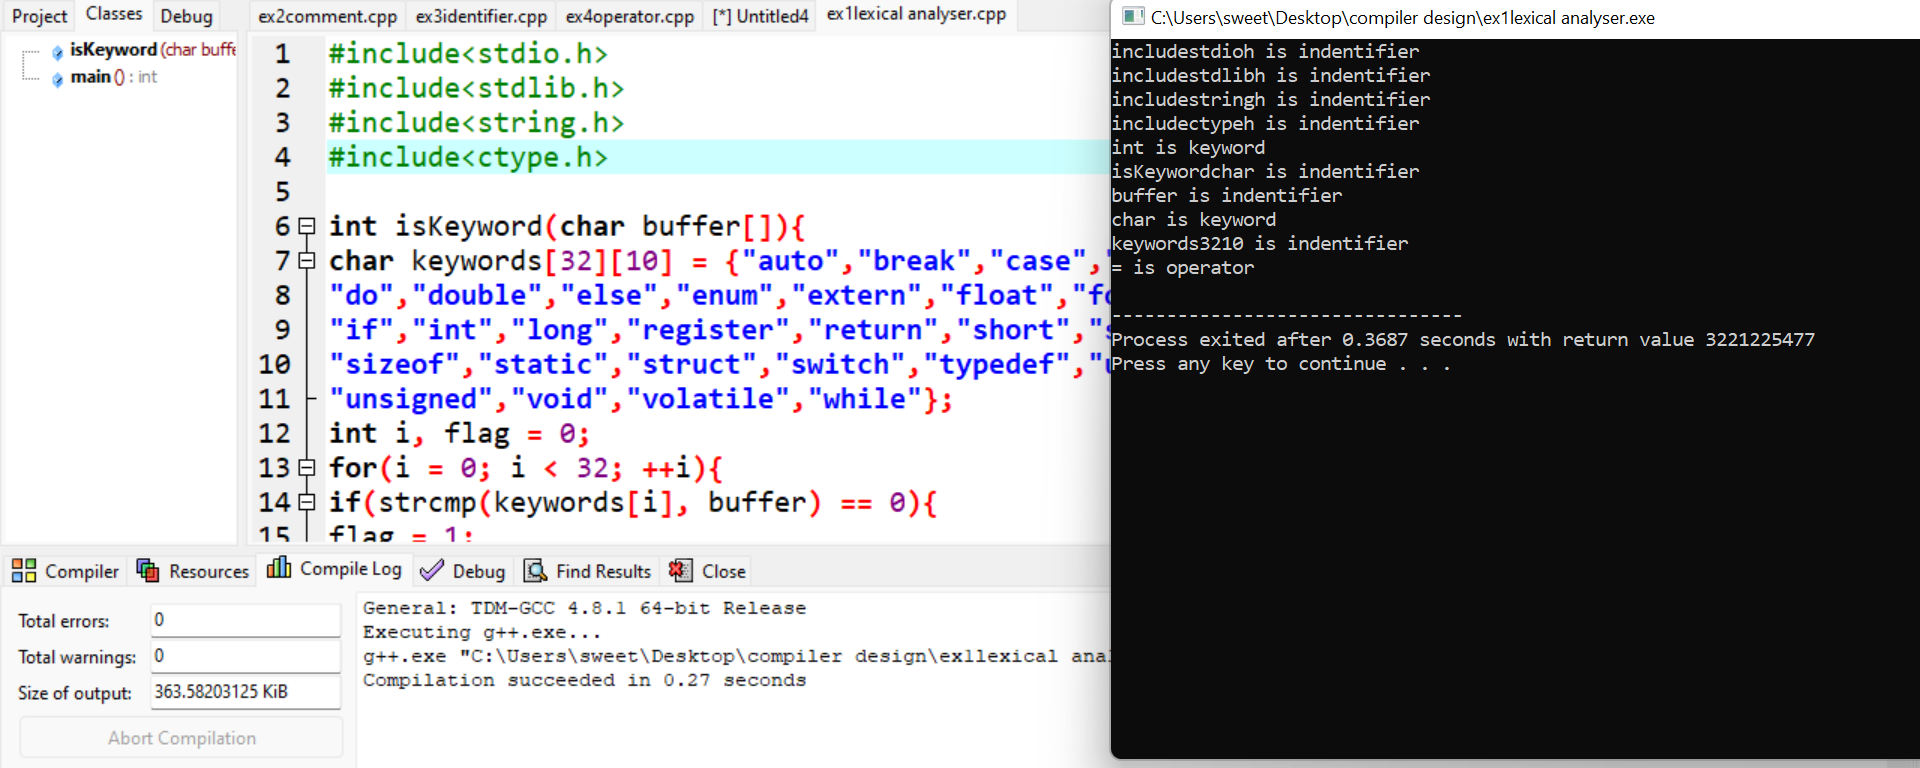 Project Classes Debug
isKeyword (char buffe
main () : int
ex2comment.cpp ex3identifier.cpp ex4operator.cpp [*] Untitled4 ex1lexical analyser.cpp
1 #include<stdio.h>
2 #include<stdlib.h>
3 #include<string.h>
4 #include<ctype.h>
5
6 int isKeyword(char buffer[]){
7 char keywords[32][10] = {"auto","break","case","
8 "do","double","else","enum","extern","float","fo
9 "if","int","long","register","return","short","s
10 "sizeof","static","struct","switch","typedef","u
11 "unsigned","void","volatile","while"};
12 int i, flag = 0;
13 for(i = 0; i < 32; ++i){
14 if(strcmp(keywords[i], buffer) == 0){
15 flag = 1;
Compiler Resources Compile Log Debug Find Results Close
Total errors: 0
Total warnings: 0
Size of output: 363.58203125 KiB
Abort Compilation
General: TDM-GCC 4.8.1 64-bit Release
Executing g++.exe...
g++.exe "C:\Users\sweet\Desktop\compiler design\ex1lexical anal
Compilation succeeded in 0.27 seconds
C:\Users\sweet\Desktop\compiler design\ex1lexical analyser.exe
includestdioh is indentifier
includestdlibh is indentifier
includestringh is indentifier
includectypeh is indentifier
int is keyword
isKeywordchar is indentifier
buffer is indentifier
char is keyword
keywords3210 is indentifier
= is operator
--------------------------------
Process exited after 0.3687 seconds with return value 3221225477
Press any key to continue . . .